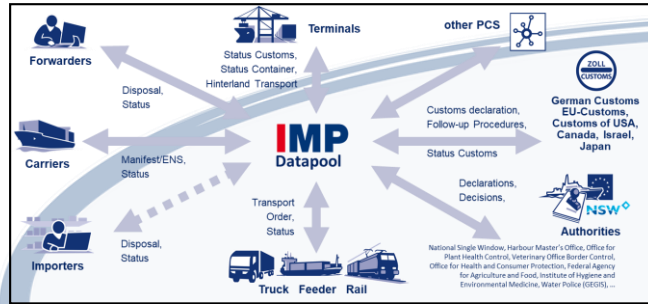 Terminals
other PCS
Forwarders
Status Customs,
Status Container,
Hinterland Transport
ZOLL
CUSTOMS
Disposal,
Status
German Customs
EU-Customs,
Customs of USA,
Canada, Israel,
Japan
Customs declaration,
Follow-up Procedures,
Status Customs
IMP
Datapool
Carriers
Manifest/ENS,
Status
Declarations,
Decisions,
NSW
Transport
Order,
Status
Authorities
Importers
Disposal,
Status
National Single Window, Harbour Master's Office, Office for
Plant Health Control, Veterinary Office Border Control,
Office for Health and Consumer Protection, Federal Agency
for Agriculture and Food, Institute of Hygiene and
Environmental Medicine, Water Police (GEGIS), ...
Truck Feeder Rail